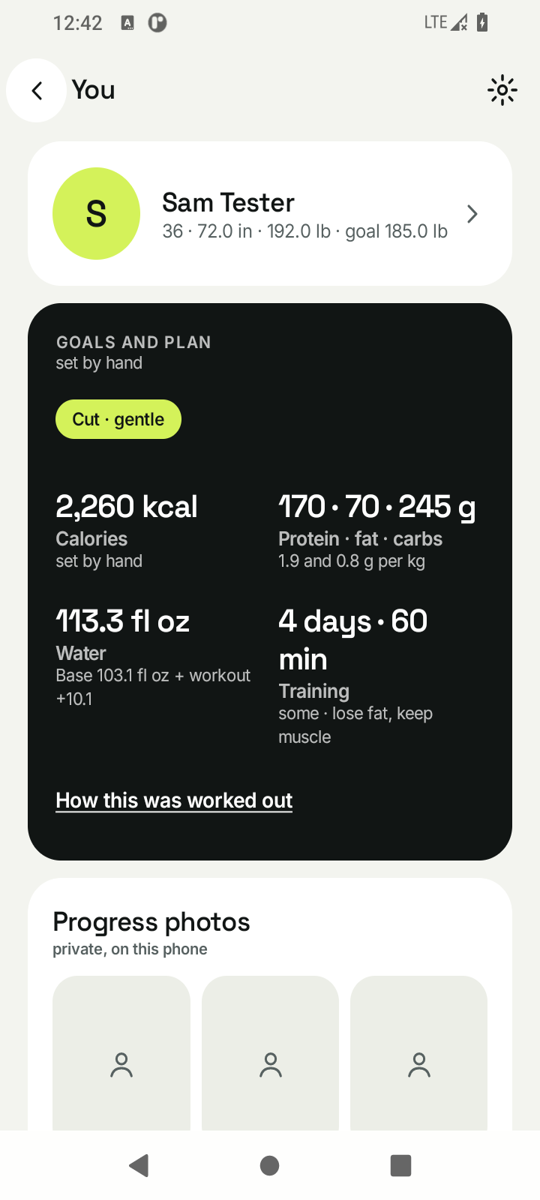 12:42
A
LTE
You
S
Sam Tester
36 · 72.0 in · 192.0 lb · goal 185.0 lb
GOALS AND PLAN
set by hand
Cut · gentle
2,260 kcal
Calories
set by hand
170 · 70 · 245 g
Protein · fat · carbs
1.9 and 0.8 g per kg
113.3 fl oz
Water
Base 103.1 fl oz + workout
+10.1
4 days · 60
min
Training
some · lose fat, keep
muscle
How this was worked out
Progress photos
private, on this phone